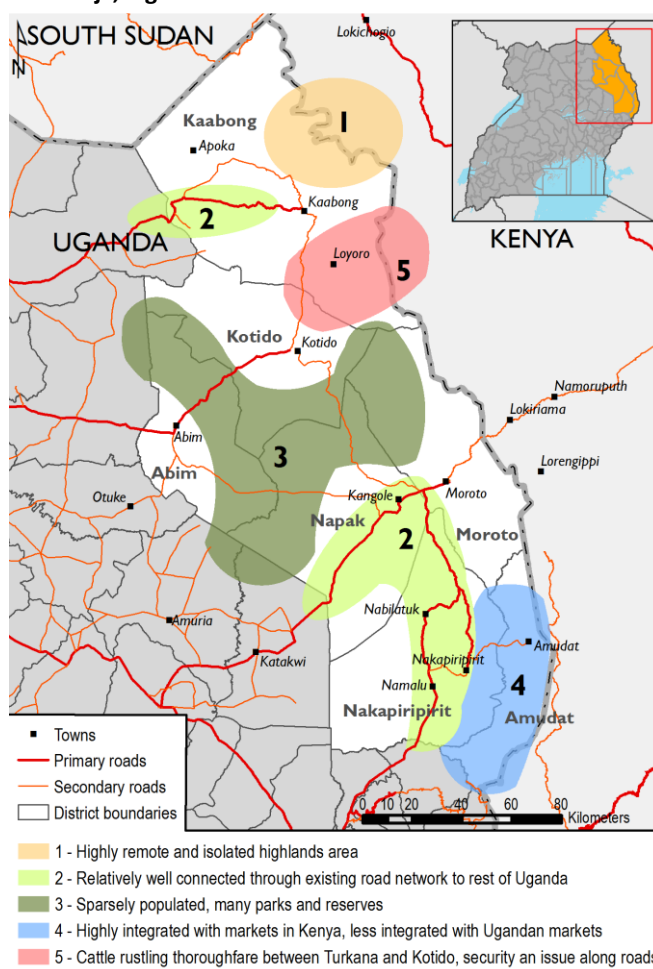 SOUTH SUDAN
N
Lokichogio
Kaabong
1
Apoka
2
Kaabong
UGANDA
KENYA
Loyoro
5
Kotido
Kotido
Namoruputh
Lokiriama
Abim
3
Lorengippi
Abim
Moroto
Otuke
Kangole
Napak
2
Moroto
Nabilatuk
Amuria
Amudat
Katakwi
Nakapiripirit
Namalu
4
Nakapiripirit
Amudat
Towns
Primary roads
Secondary roads
District boundaries
0 10 20 40 60 80
Kilometers
1 - Highly remote and isolated highlands area
2 - Relatively well connected through existing road network to rest of Uganda
3 - Sparsely populated, many parks and reserves
4 - Highly integrated with markets in Kenya, less integrated with Ugandan markets
5 - Cattle rustling thoroughfare between Turkana and Kotido, security an issue along roads